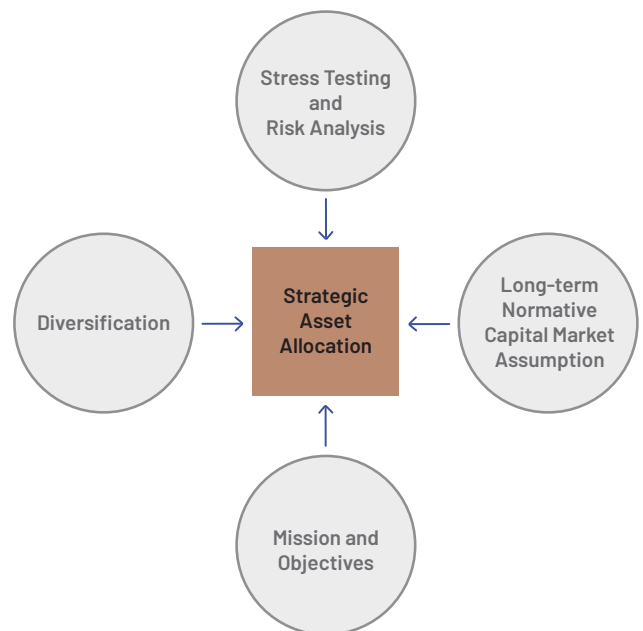 Stress Testing
and
Risk Analysis
Diversification
Strategic
Asset
Allocation
Long-term
Normative
Capital Market
Assumption
Mission and
Objectives